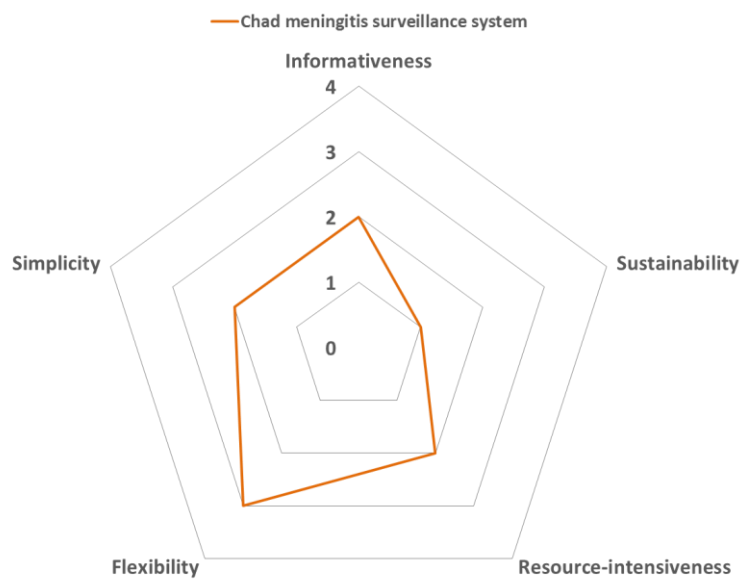 Chad meningitis surveillance system
Informativeness
4
3
2
1
0
Simplicity
Sustainability
Flexibility
Resource-intensiveness